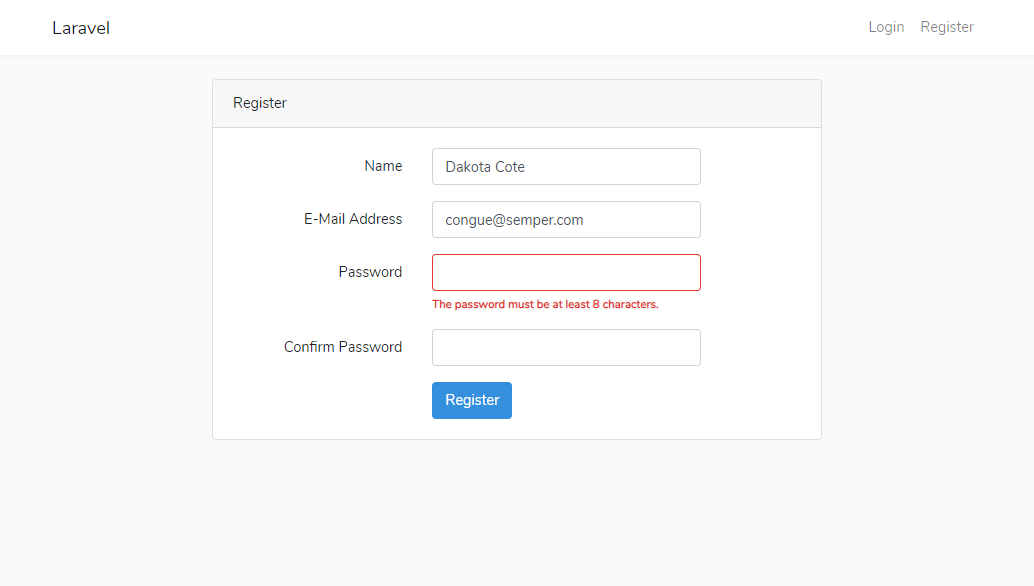 Laravel
Login Register
Register
Name Dakota Cote
E-Mail Address congue@semper.com
Password
The password must be at least 8 characters.
Confirm Password
Register